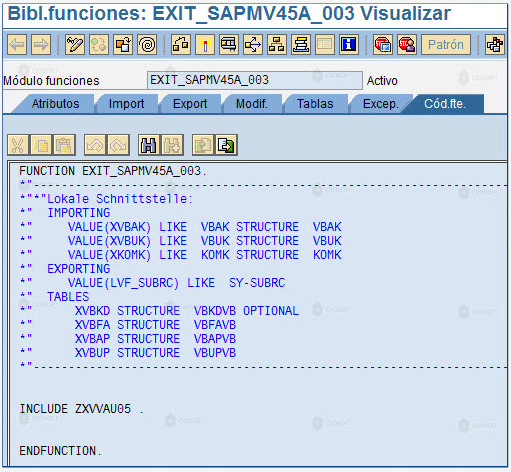 Bibl.funciones: EXIT_SAPMV45A_003 Visualizar
Patrón
Módulo funciones EXIT_SAPMV45A_003 Activo
Atributos Import Export Modif. Tablas Excep. Cód.fte.
FUNCTION EXIT_SAPMV45A_003.
*"----------------------------------------------------------------------
*"*"Lokale Schnittstelle:
*" IMPORTING
*" VALUE(XVBAK) LIKE VBAK STRUCTURE VBAK
*" VALUE(XVBUK) LIKE VBUK STRUCTURE VBUK
*" VALUE(XKOMK) LIKE KOMK STRUCTURE KOMK
*" EXPORTING
*" VALUE(LVF_SUBRC) LIKE SY-SUBRC
*" TABLES
*" XVBKD STRUCTURE VBKDVB OPTIONAL
*" XVBFA STRUCTURE VBFAVB
*" XVBAP STRUCTURE VBAPVB
*" XVBUP STRUCTURE VBUPVB
*"----------------------------------------------------------------------
INCLUDE ZXVVAU05 .
ENDFUNCTION.